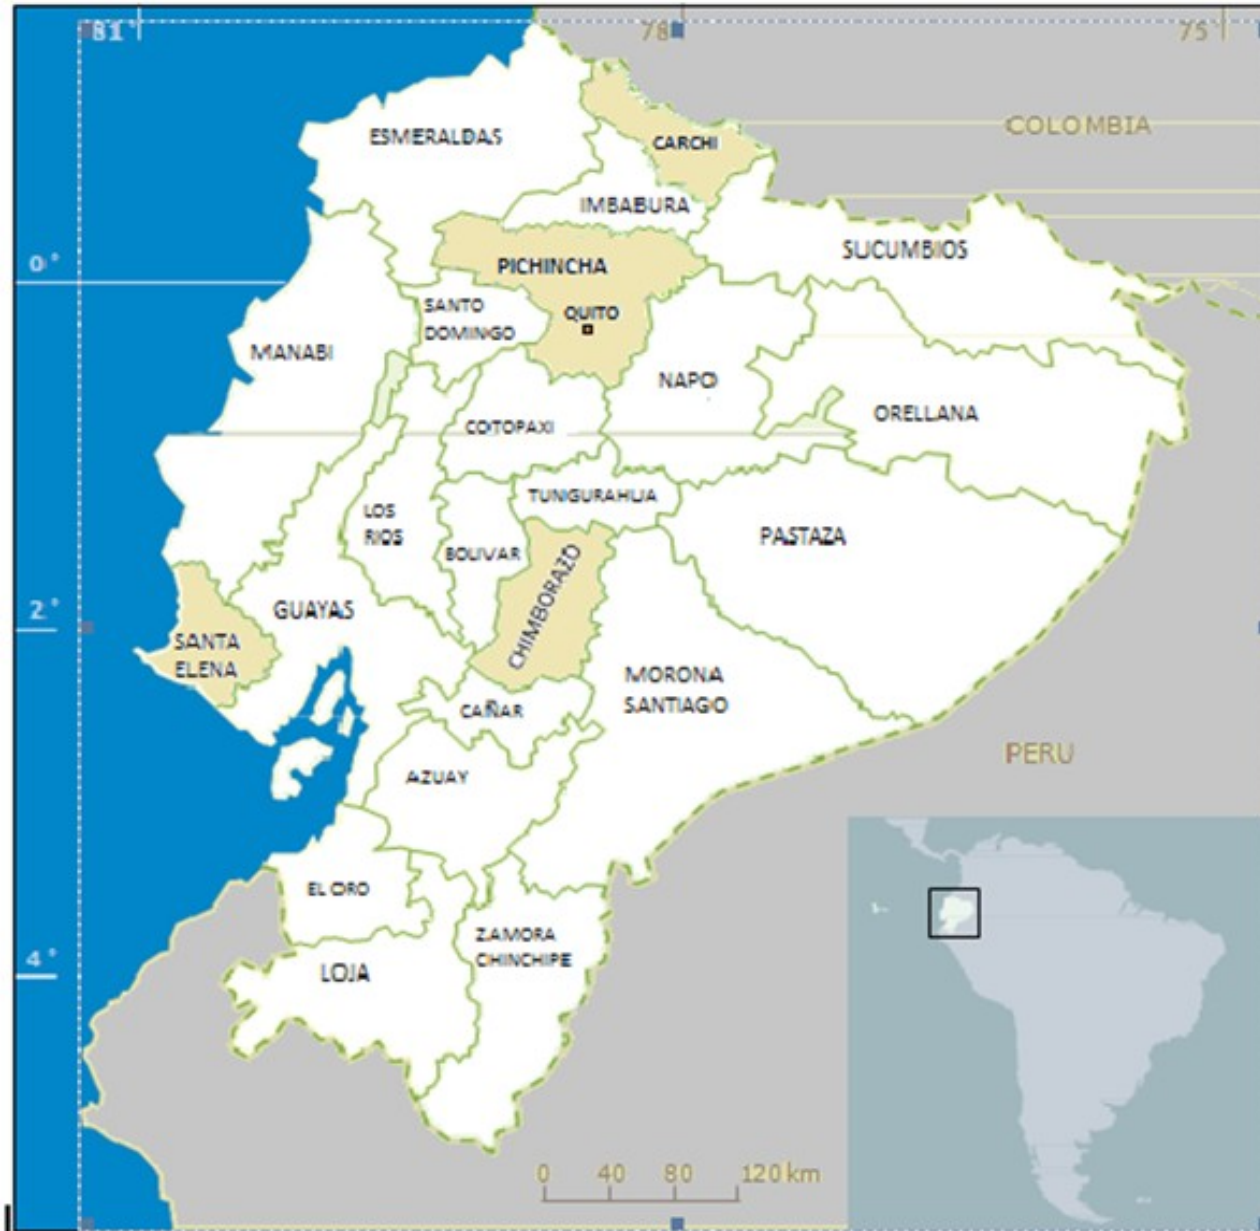 81°
78
75°
COLOMBIA
ESMERALDAS
CARCHI
IMBABURA
SUCUMBIOS
0°
PICHINCHA
QUITO
SANTO
DOMINGO
MANABI
NAPO
ORELLANA
COTOPAXI
TUNGURAHUA
LOS
RIOS
BOLIVAR
PASTAZA
CHIMBORAZO
2°
GUAYAS
SANTA
ELENA
MORONA
SANTIAGO
CAÑAR
PERU
AZUAY
EL ORO
ZAMORA
CHINCHIPE
4°
LOJA
0 40 80 120 km